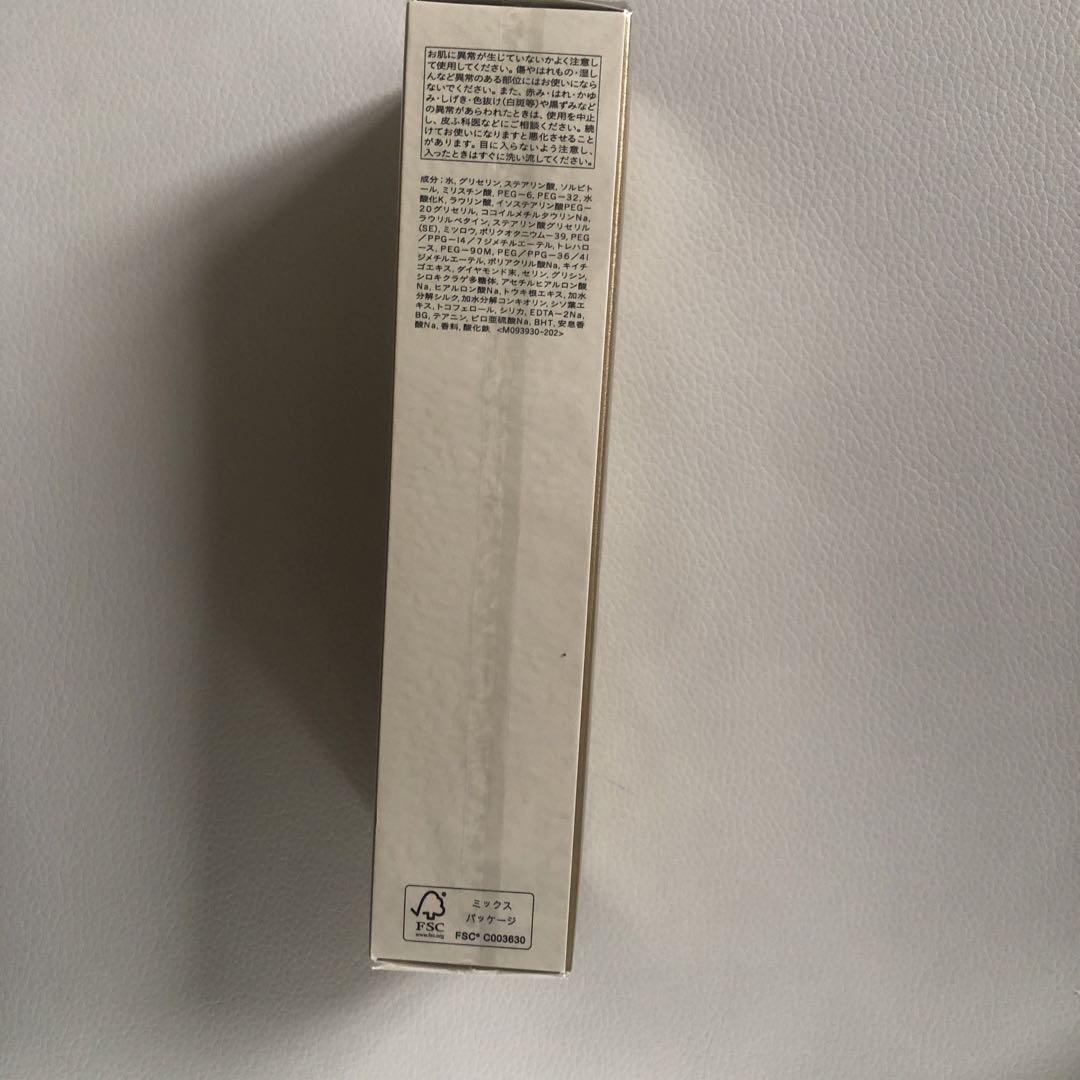 お肌に異常が生じていないかよく注意し
て使用してください。傷やはれもの・湿し
んなど異常のある部位にはお使いになら
ないでください。また、赤み・はれ・かゆ
み・しげき・色抜け(白斑等)や黒ずみなど
の異常があらわれたときは、使用を中止
し、皮ふ科医などにご相談ください。続
けてお使いになりますと悪化させること
があります。目に入らないよう注意し、
入ったときはすぐに洗い流してください。
成分:水, グリセリン, ステアリン酸, ソルビト
ール, ミリスチン酸, PEG-6, PEG-32, 水
酸化K, ラウリン酸, イソステアリン酸PEG-
20グリセリル, ココイルメチルタウリンNa,
ラウリルベタイン, ステアリン酸グリセリル
(SE), ミツロウ, ポリクオタニウム-39, PEG
/PPG-14/7ジメチルエーテル, トレハロ
ース, PEG-90M, PEG/PPG-36/41
ジメチルエーテル, ポリアクリル酸Na, キイチ
ゴエキス, ダイヤモンド末, セリン, グリシン,
シロキクラゲ多糖体, アセチルヒアルロン酸
Na, ヒアルロン酸Na, トウキ根エキス, 加水
分解シルク, 加水分解コンキオリン, シソ葉エ
キス, トコフェロール, シリカ, EDTA-2Na,
BG, テアニン, ピロ亜硫酸Na, BHT, 安息香
酸Na, 香料, 酸化鉄 <M093930-202>
ミックス
パッケージ
FSC
www.fsc.org
FSC® C003630